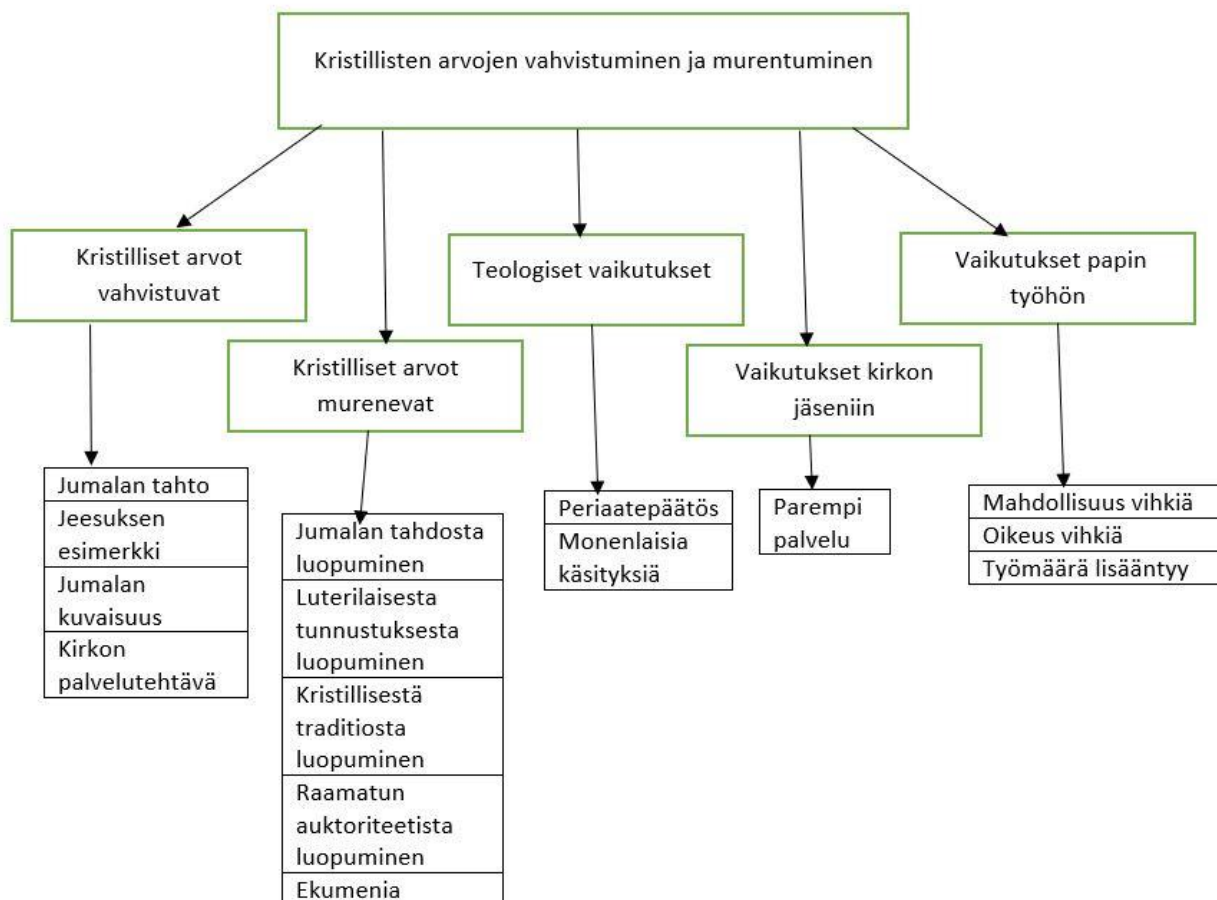 Kristillisten arvojen vahvistuminen ja murentuminen
Kristilliset arvot
vahvistuvat
Jumalan tahto
Jeesuksen
esimerkki
Jumalan
kuvaisuus
Kirkon
palvelutehtävä
Kristilliset arvot
murenevat
Jumalan tahdosta
luopuminen
Luterilaisesta
tunnustuksesta
luopuminen
Kristillisestä
traditiosta
luopuminen
Raamatun
auktoriteetista
luopuminen
Ekumenia
Teologiset vaikutukset
Periaatepäätös
Monenlaisia
käsityksiä
Vaikutukset kirkon
jäseniin
Parempi
palvelu
Vaikutukset papin
työhön
Mahdollisuus vihkiä
Oikeus vihkiä
Työmäärä lisääntyy